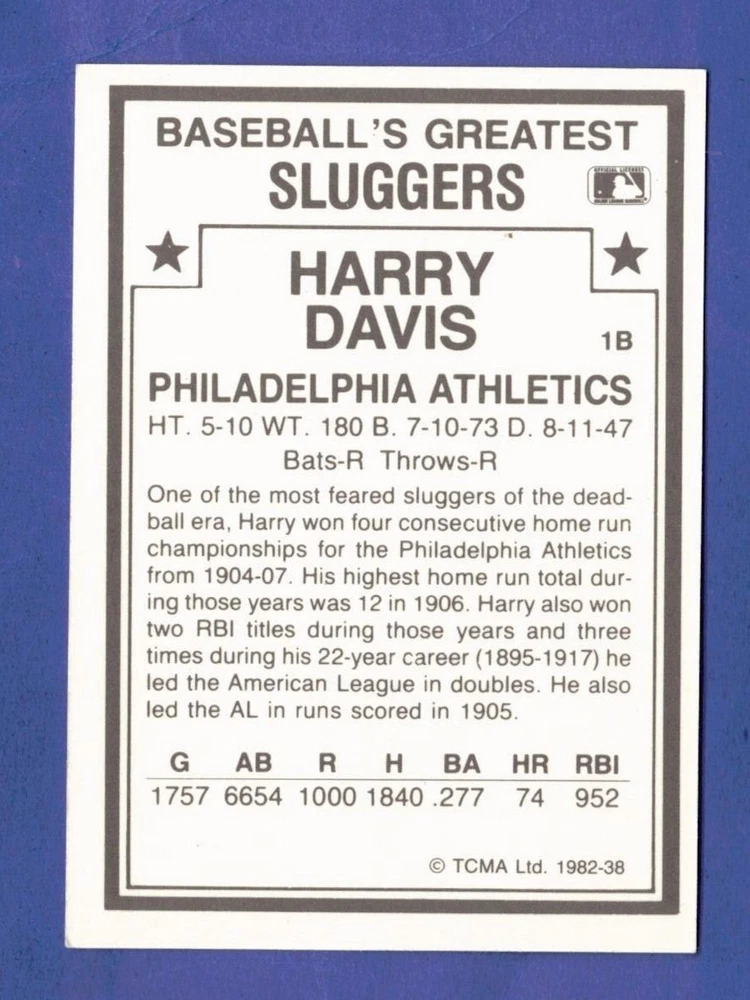 BASEBALL'S GREATEST
SLUGGERS
OFFICIAL LICENSEE
MAJOR LEAGUE BASEBALL
HARRY
DAVIS
1B
PHILADELPHIA ATHLETICS
HT. 5-10 WT. 180 B. 7-10-73 D. 8-11-47
Bats-R Throws-R
One of the most feared sluggers of the dead-
ball era, Harry won four consecutive home run
championships for the Philadelphia Athletics
from 1904-07. His highest home run total dur-
ing those years was 12 in 1906. Harry also won
two RBI titles during those years and three
times during his 22-year career (1895-1917) he
led the American League in doubles. He also
led the AL in runs scored in 1905.
G AB R H BA HR RBI
1757 6654 1000 1840 .277 74 952
© TCMA Ltd. 1982-38